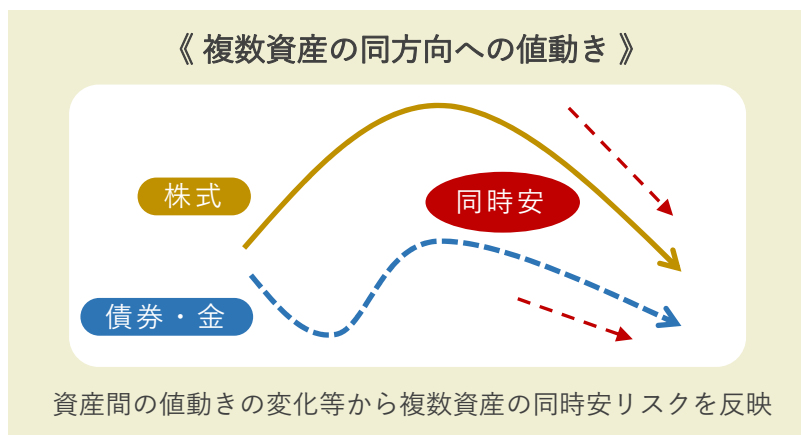 《 複数資産の同方向への値動き 》
株式
同時安
債券・金
資産間の値動きの変化等から複数資産の同時安リスクを反映